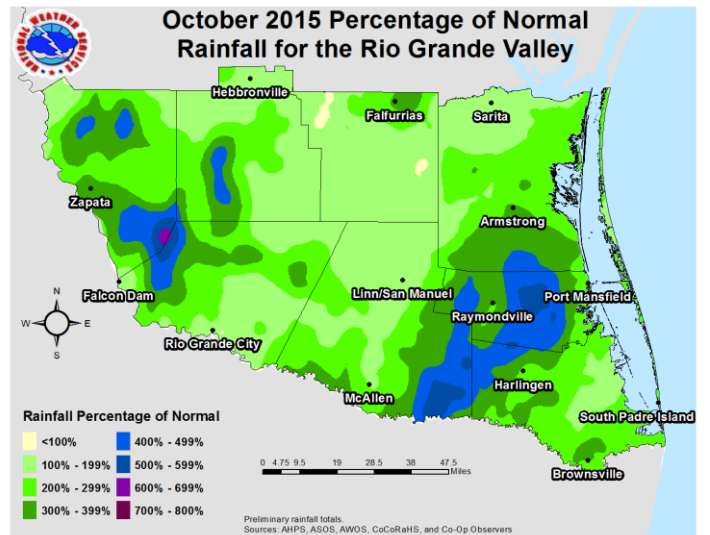 October 2015 Percentage of Normal
Rainfall for the Rio Grande Valley
NATIONAL WEATHER SERVICE
Hebbronville
Falfurrias
Sarita
Zapata
Armstrong
Falcon Dam
Linn/San Manuel
Port Mansfield
Raymondville
N
W E
S
Rio Grande City
McAllen
Harlingen
South Padre Island
Brownsville
Rainfall Percentage of Normal
<100% 400% - 499%
100% - 199% 500% - 599%
200% - 299% 600% - 699%
300% - 399% 700% - 800%
0 4.75 9.5 19 28.5 38 47.5
Miles
Preliminary rainfall totals.
Sources: AHPS, ASOS, AWOS, CoCoRaHS, and Co-Op Observers